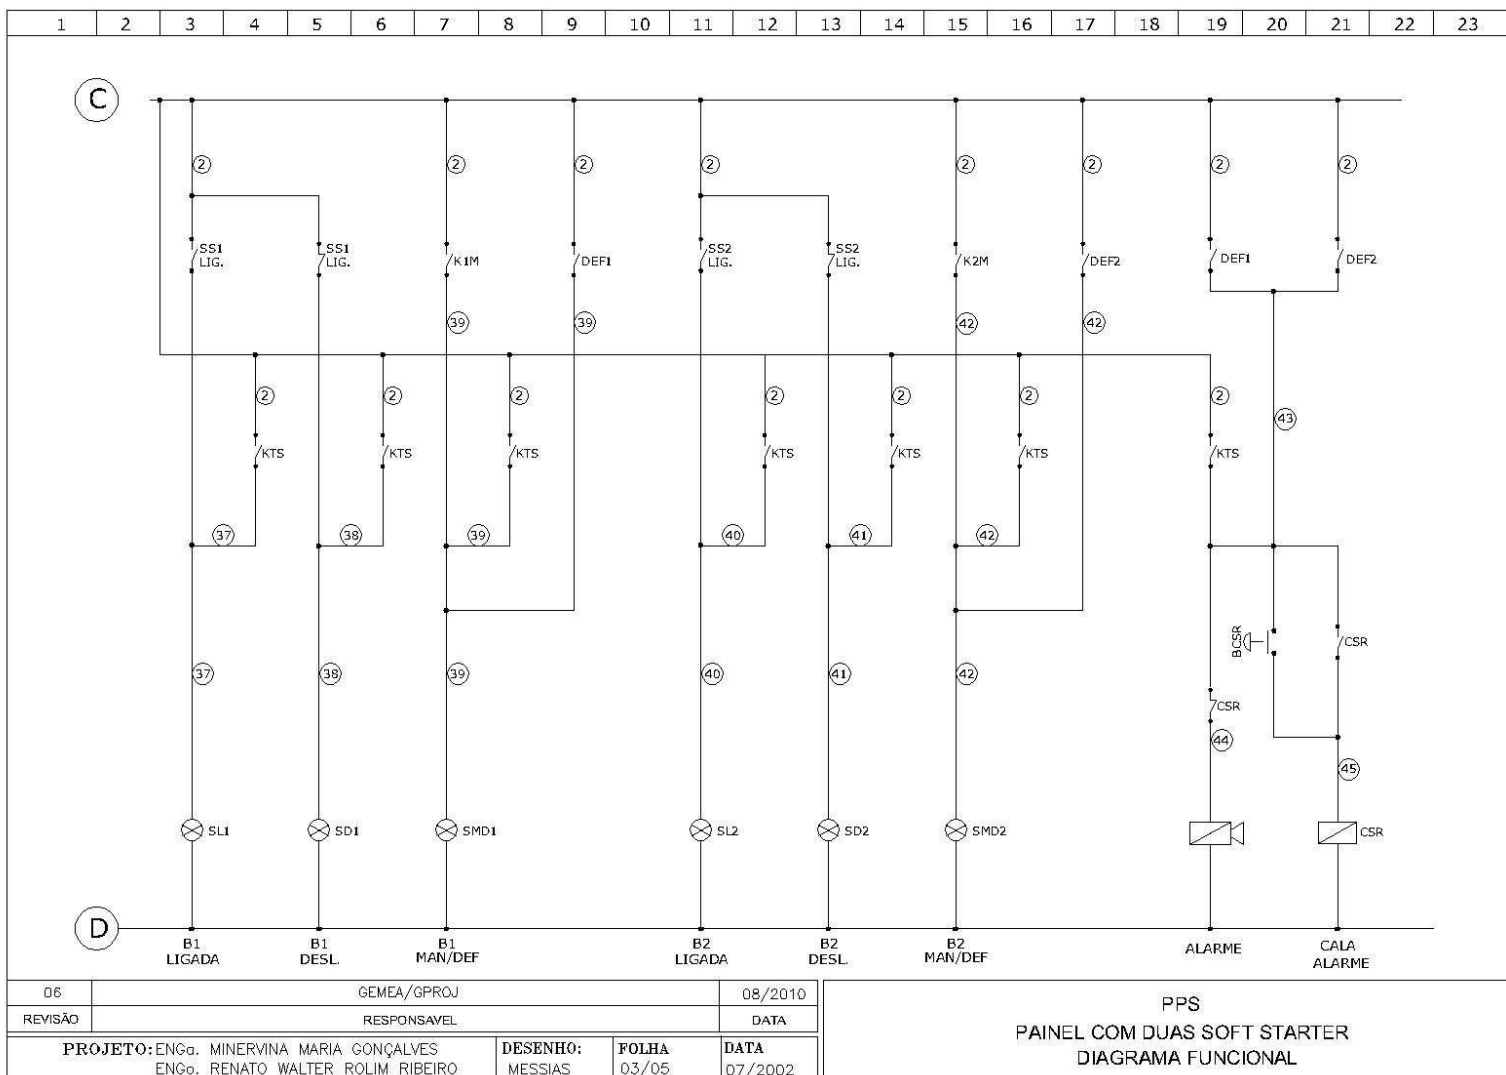 1 2 3 4 5 6 7 8 9 10 11 12 13 14 15 16 17 18 19 20 21 22 23
C
2 2 2 2 2 2 2 2
SS1 SS1 SS2 SS2
LIG. LIG. K1M DEF1 LIG. LIG. K2M DEF2 DEF1 DEF2
39 39 42 42
2 2 2 2 2 2 2
43
KTS KTS KTS KTS KTS KTS KTS
37 38 39 40 41 42
BCSR CSR
37 38 39 40 41 42
CSR
44
45
SL1 SD1 SMD1 SL2 SD2 SMD2 CSR
D
B1 B1 B1 B2 B2 B2 ALARME CALA
LIGADA DESL. MAN/DEF LIGADA DESL. MAN/DEF ALARME
06 GEMEA/GPROJ 08/2010
REVISÃO RESPONSAVEL DATA
PROJETO: ENGa. MINERVINA MARIA GONÇALVES
ENGo. RENATO WALTER ROLIM RIBEIRO
DESENHO:
MESSIAS
FOLHA
03/05
DATA
07/2002
PPS
PAINEL COM DUAS SOFT STARTER
DIAGRAMA FUNCIONAL